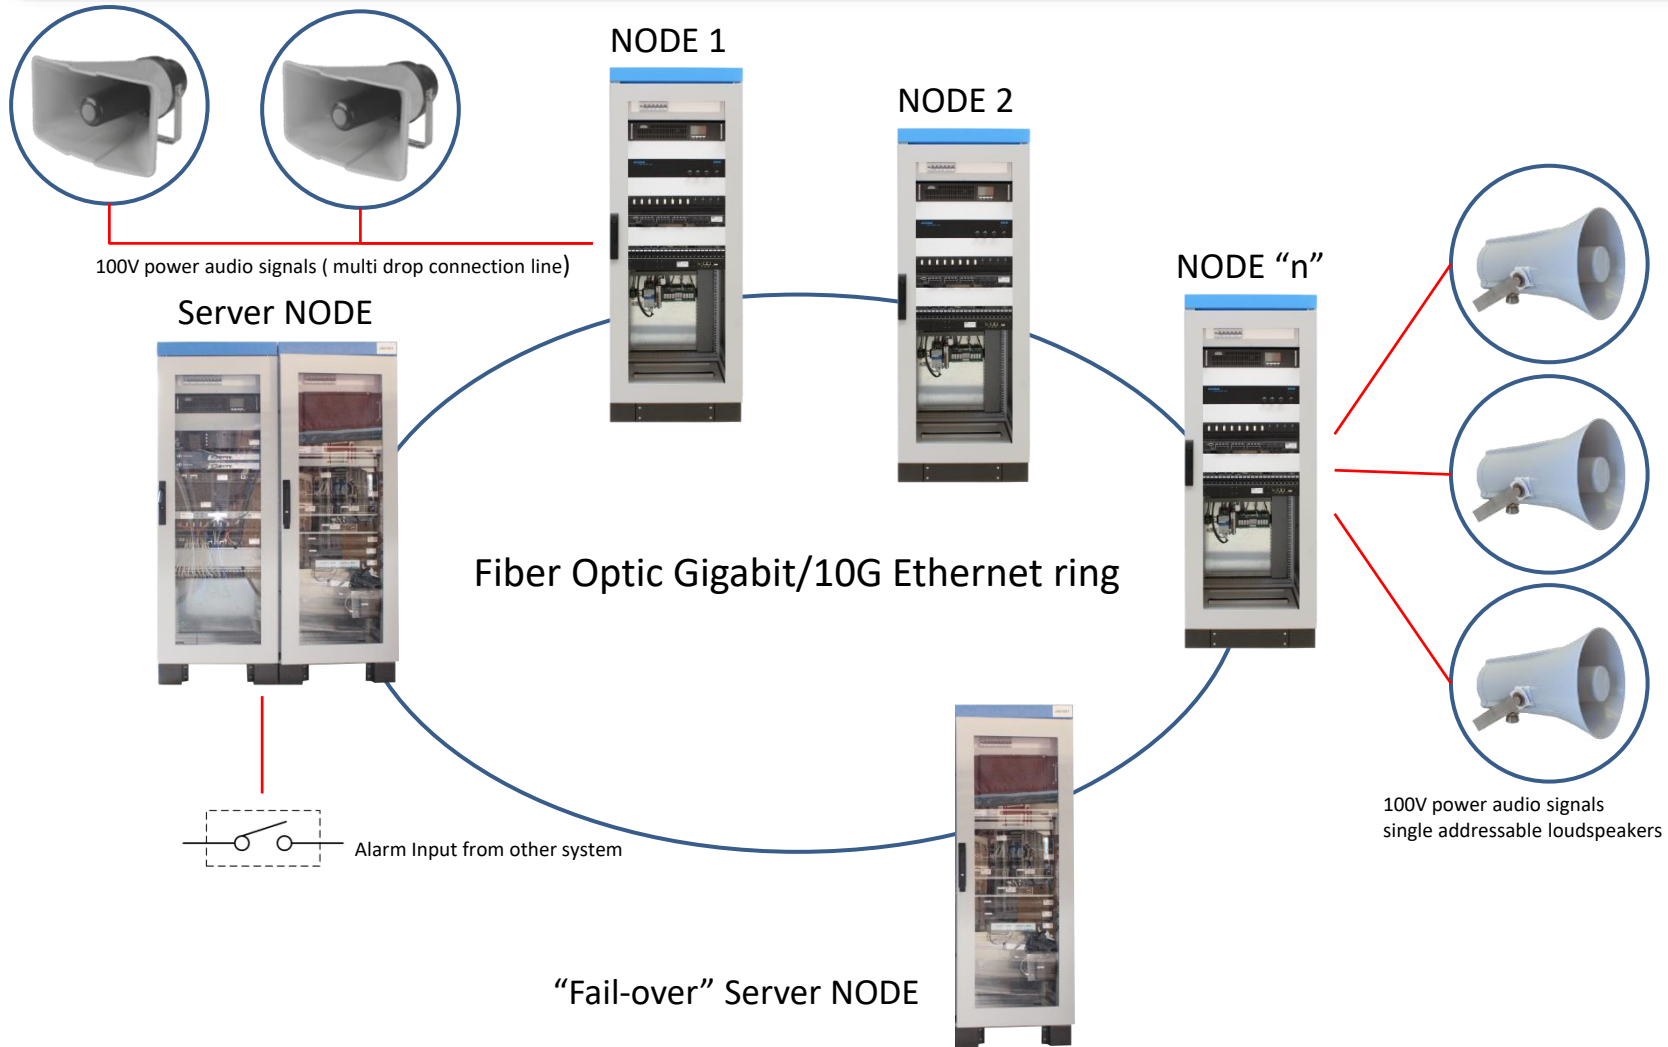 NODE 1
NODE 2
NODE “n”
100V power audio signals ( multi drop connection line)
Server NODE
Fiber Optic Gigabit/10G Ethernet ring
100V power audio signals
single addressable loudspeakers
Alarm Input from other system
“Fail-over” Server NODE